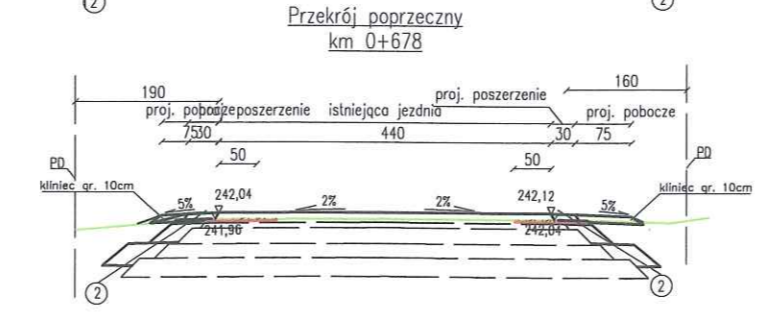 2 2
Przekrój poprzeczny
km 0+678
190 160
proj. poszerzenie
proj. pobocze poszerzenie istniejąca jezdnia proj. pobocze
75 30 440 30 75
50 50
PD PD
kliniec gr. 10cm kliniec gr. 10cm
5% 242,04 2% 2% 242,12 5%
241,96 242,04
2 2